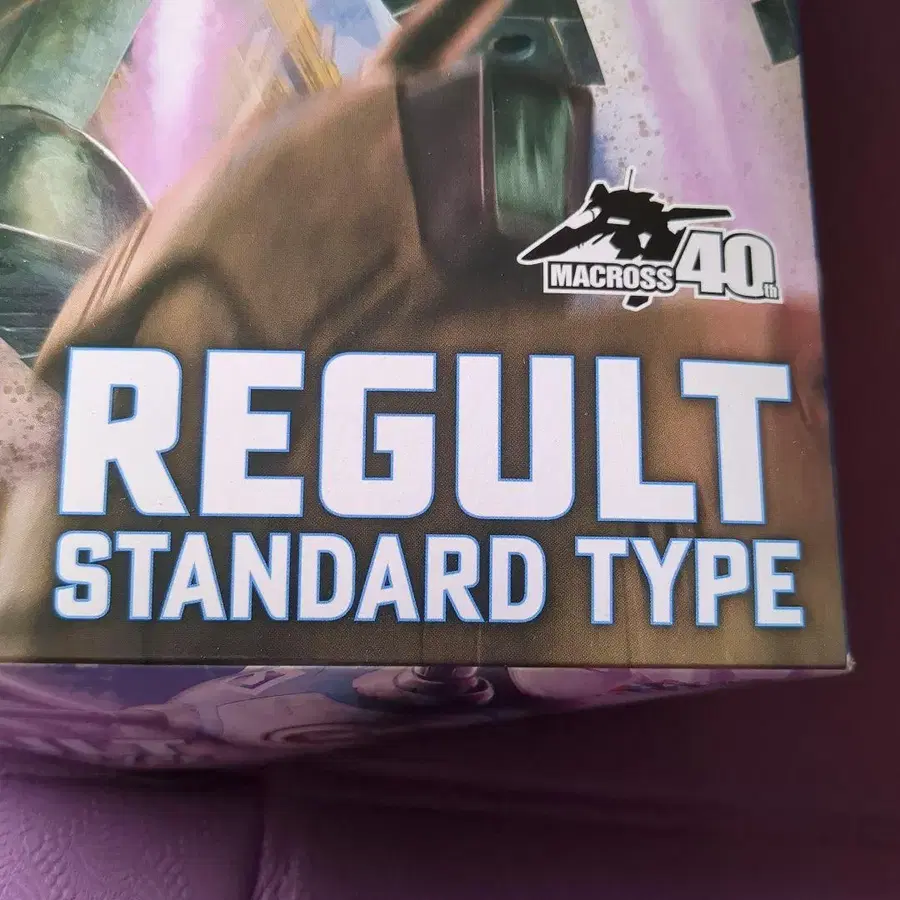 MACROSS 40th
REGULT
STANDARD TYPE